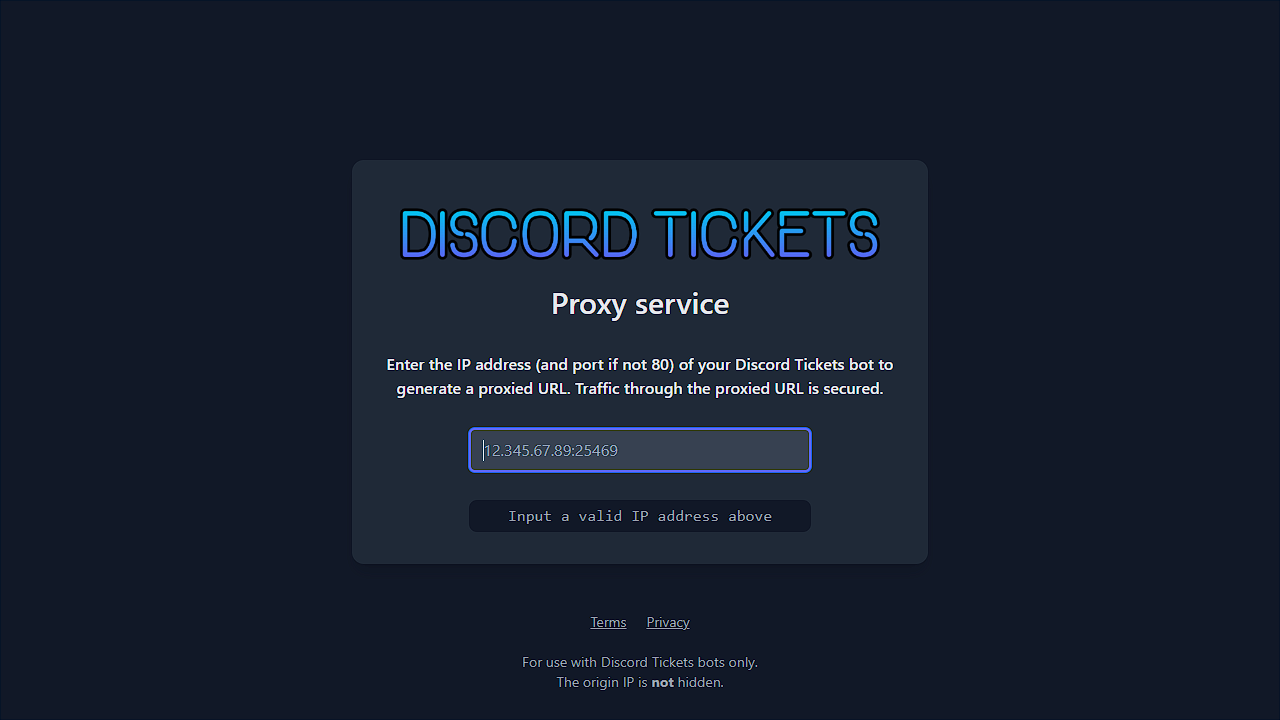 DISCORD TICKETS
Proxy service
Enter the IP address (and port if not 80) of your Discord Tickets bot to
generate a proxied URL. Traffic through the proxied URL is secured.
12.345.67.89:25469
Input a valid IP address above
Terms Privacy
For use with Discord Tickets bots only.
The origin IP is not hidden.